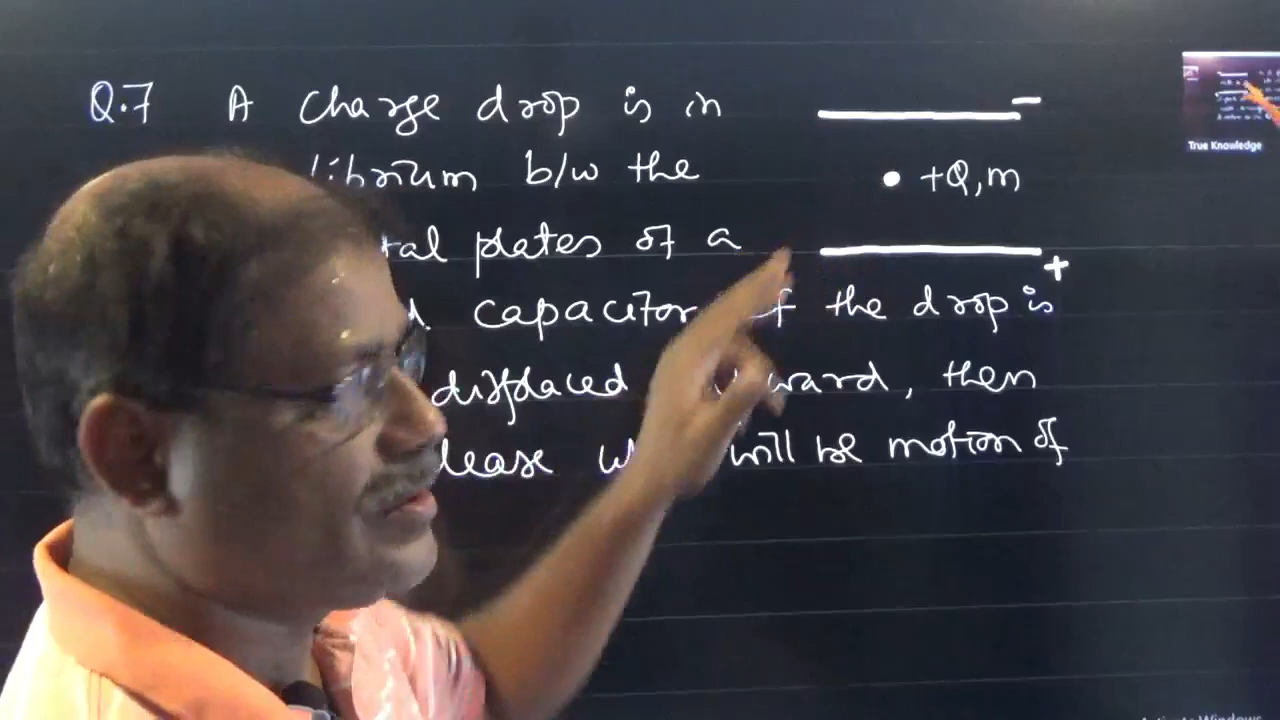 Q.7 A charge drop is in
librium b/w the
tal plates of a
capacitor if the drop is
displaced ward, then
lease will be motion of
−
+Q, m
+
True Knowledge